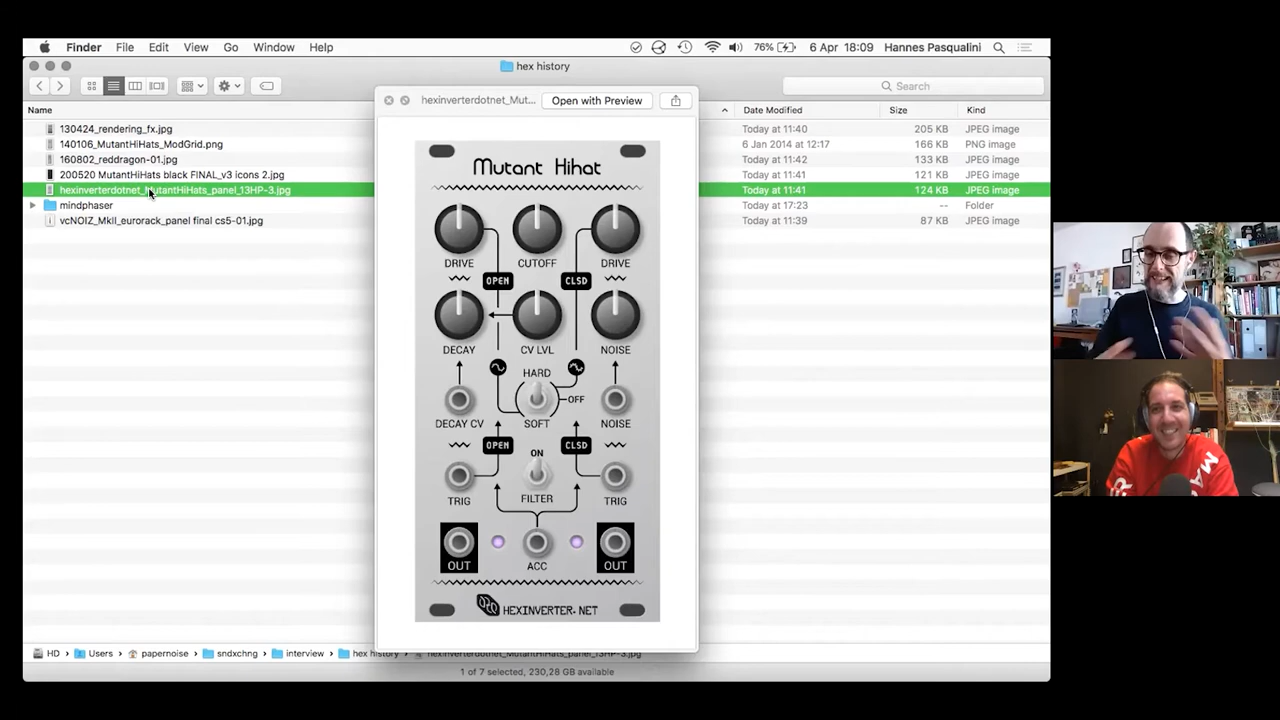 Finder File Edit View Go Window Help 76% 6 Apr 18:09 Hannes Pasqualini
hex history
Search
Name Date Modified Size Kind
130424_rendering_fx.jpg Today at 11:40 205 KB JPEG image
140106_MutantHiHats_ModGrid.png 6 Jan 2014 at 12:17 166 KB PNG image
160802_reddragon-01.jpg Today at 11:42 133 KB JPEG image
200520 MutantHiHats black FINAL_v3 icons 2.jpg Today at 11:41 121 KB JPEG image
hexinverterdotnet_MutantHiHats_panel_13HP-3.jpg Today at 11:41 124 KB JPEG image
mindphaser Today at 17:23 -- Folder
vcNOIZ_MkII_eurorack_panel final cs5-01.jpg Today at 11:39 87 KB JPEG image
hexinverterdotnet_Mut... Open with Preview
Mutant Hihat
DRIVE CUTOFF DRIVE
OPEN CLSD
DECAY CV LVL NOISE
HARD
OFF
DECAY CV SOFT NOISE
OPEN ON CLSD
TRIG FILTER TRIG
OUT ACC OUT
HEXINVERTER.NET
HD Users papernoise sndxchng interview hex history hexinverterdotnet_MutantHiHats_panel_13HP-3.jpg
1 of 7 selected, 230,28 GB available